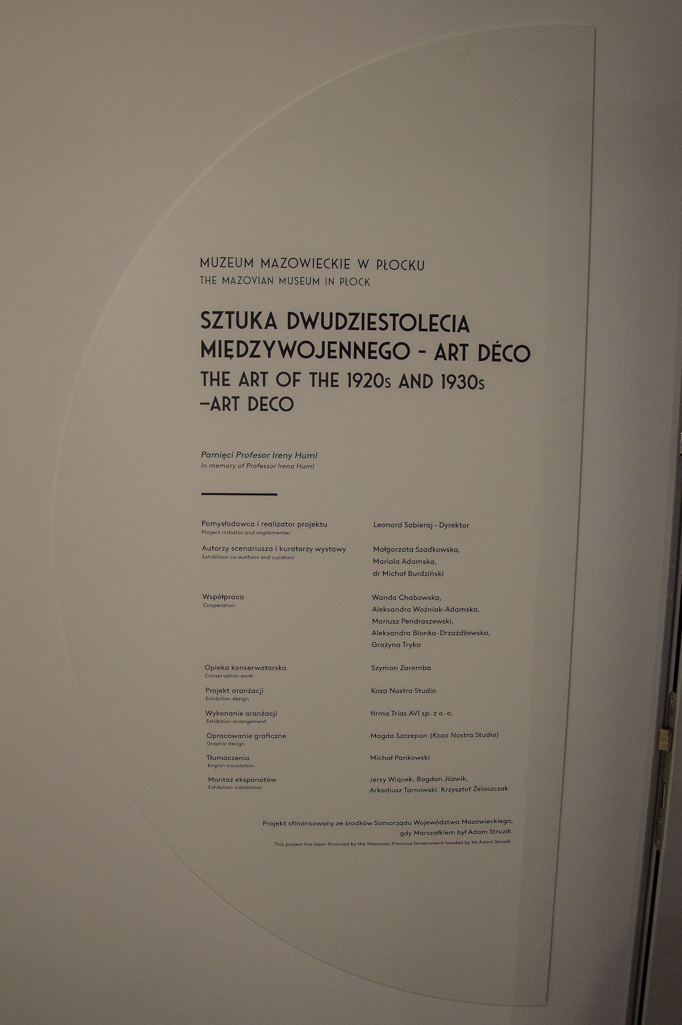 MUZEUM MAZOWIECKIE W PŁOCKU
THE MAZOVIAN MUSEUM IN PŁOCK
SZTUKA DWUDZIESTOLECIA
MIĘDZYWOJENNEGO - ART DÉCO
THE ART OF THE 1920s AND 1930s
–ART DECO
Pamięci Profesor Ireny Huml
In memory of Professor Irena Huml
Pomysłodawca i realizator projektu Leonard Sobieraj – Dyrektor
Project initiator and implementer
Autorzy scenariusza i kuratorzy wystawy Małgorzata Szadkowska,
Exhibition co-authors and curators
Mariola Adamska,
dr Michał Burdziński
Współpraca Wanda Chabowska,
Cooperation
Aleksandra Woźniak-Adamska,
Mariusz Pendraszewski,
Aleksandra Blonka-Drzażdżewska,
Grażyna Tryka
Opieka konserwatorska Szymon Zaremba
Conservation work
Projekt aranżacji Koza Nostra Studio
Exhibition design
Wykonanie aranżacji firma Trias AVI sp. z o. o.
Exhibition arrangement
Opracowanie graficzne Magda Szczepan (Koza Nostra Studio)
Graphic design
Tłumaczenia Michał Pankowski
English translation
Montaż eksponatów Jerzy Wiącek, Bogdan Józwik,
Exhibition installation
Arkadiusz Tarnowski, Krzysztof Żelaszczak
Projekt sfinansowany ze środków Samorządu Województwa Mazowieckiego,
gdy Marszałkiem był Adam Struzik
This project has been financed by the Mazovian Province Government headed by Mr Adam Struzik